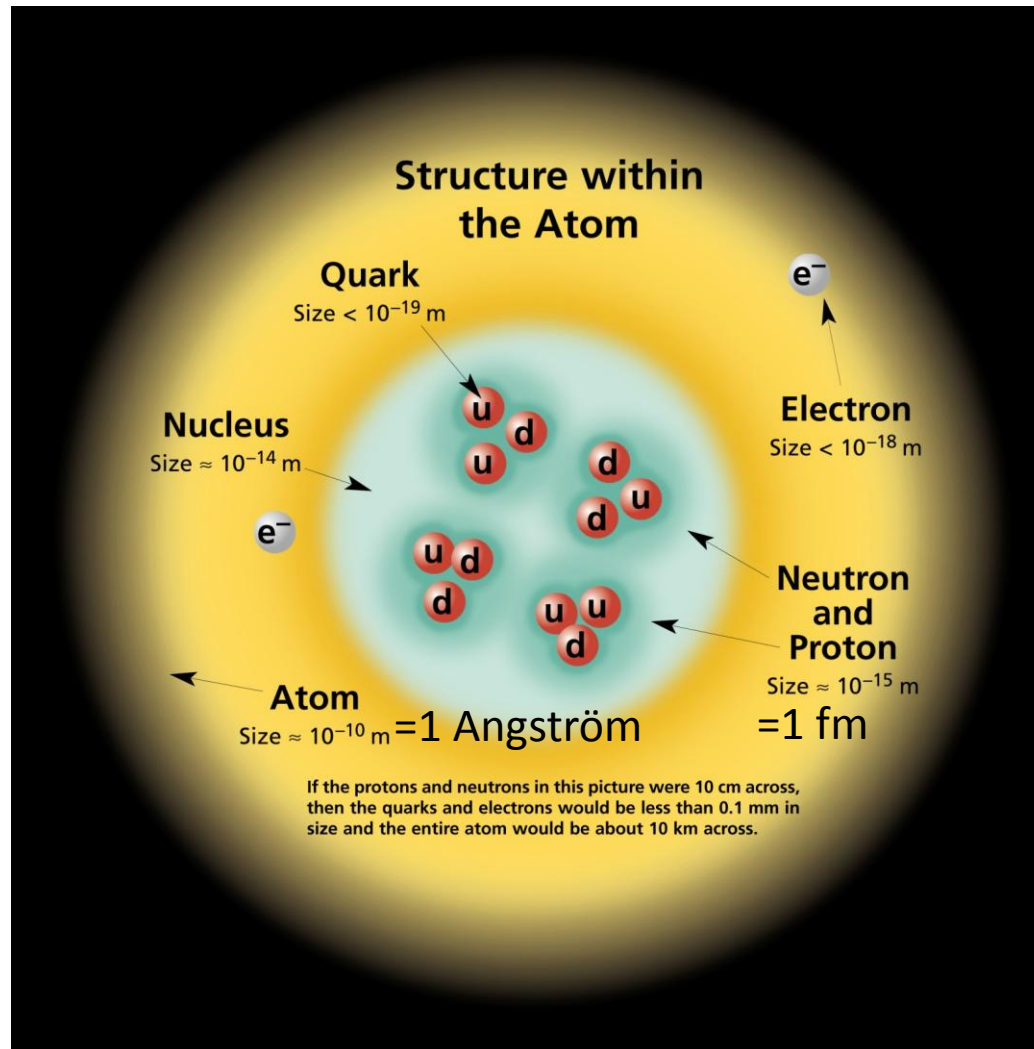 Structure within
the Atom
Quark
Size < 10⁻¹⁹ m
e⁻
Nucleus
Size ≈ 10⁻¹⁴ m
Electron
Size < 10⁻¹⁸ m
u
d
u
d
u
d
e⁻
u
d
d
u
u
d
Neutron
and
Proton
Size ≈ 10⁻¹⁵ m
=1 fm
Atom
Size ≈ 10⁻¹⁰ m =1 Angström
If the protons and neutrons in this picture were 10 cm across,
then the quarks and electrons would be less than 0.1 mm in
size and the entire atom would be about 10 km across.